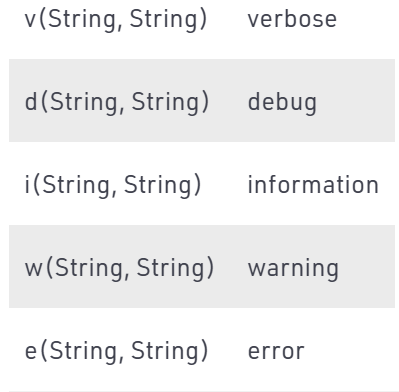 v(String, String) verbose
d(String, String) debug
i(String, String) information
w(String, String) warning
e(String, String) error